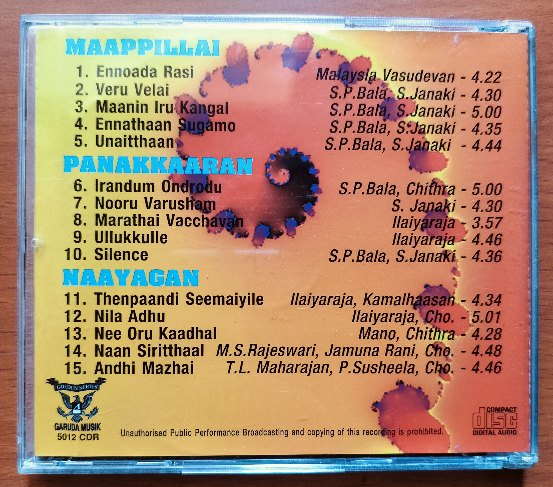 MAAPPILLAI
1. Ennoada Rasi Malaysia Vasudevan - 4.22
2. Veru Velai S.P.Bala, S.Janaki - 4.30
3. Maanin Iru Kangal S.P.Bala, S.Janaki - 5.00
4. Ennathaan Sugamo S.P.Bala, S.Janaki - 4.35
5. Unaitthaan S.P.Bala, S.Janaki - 4.44
PANAKKAARAN
6. Irandum Ondrodu S.P.Bala, Chithra - 5.00
7. Nooru Varusham S. Janaki - 4.30
8. Marathai Vacchavan Ilaiyaraja - 3.57
9. Ullukkulle Ilaiyaraja - 4.46
10. Silence S.P.Bala, S.Janaki - 4.36
NAAYAGAN
11. Thenpaandi Seemaiyile Ilaiyaraja, Kamalhaasan - 4.34
12. Nila Adhu Ilaiyaraja, Cho. - 5.01
13. Nee Oru Kaadhal Mano, Chithra - 4.28
14. Naan Siritthaal M.S.Rajeswari, Jamuna Rani, Cho. - 4.48
15. Andhi Mazhai T.L. Maharajan, P.Susheela, Cho. - 4.46
GOLDEN SERIES
GARUDA MUSIK
5012 CDR
Unauthorised Public Performance Broadcasting and copying of this recording is prohibited.
COMPACT
disc
DIGITAL AUDIO